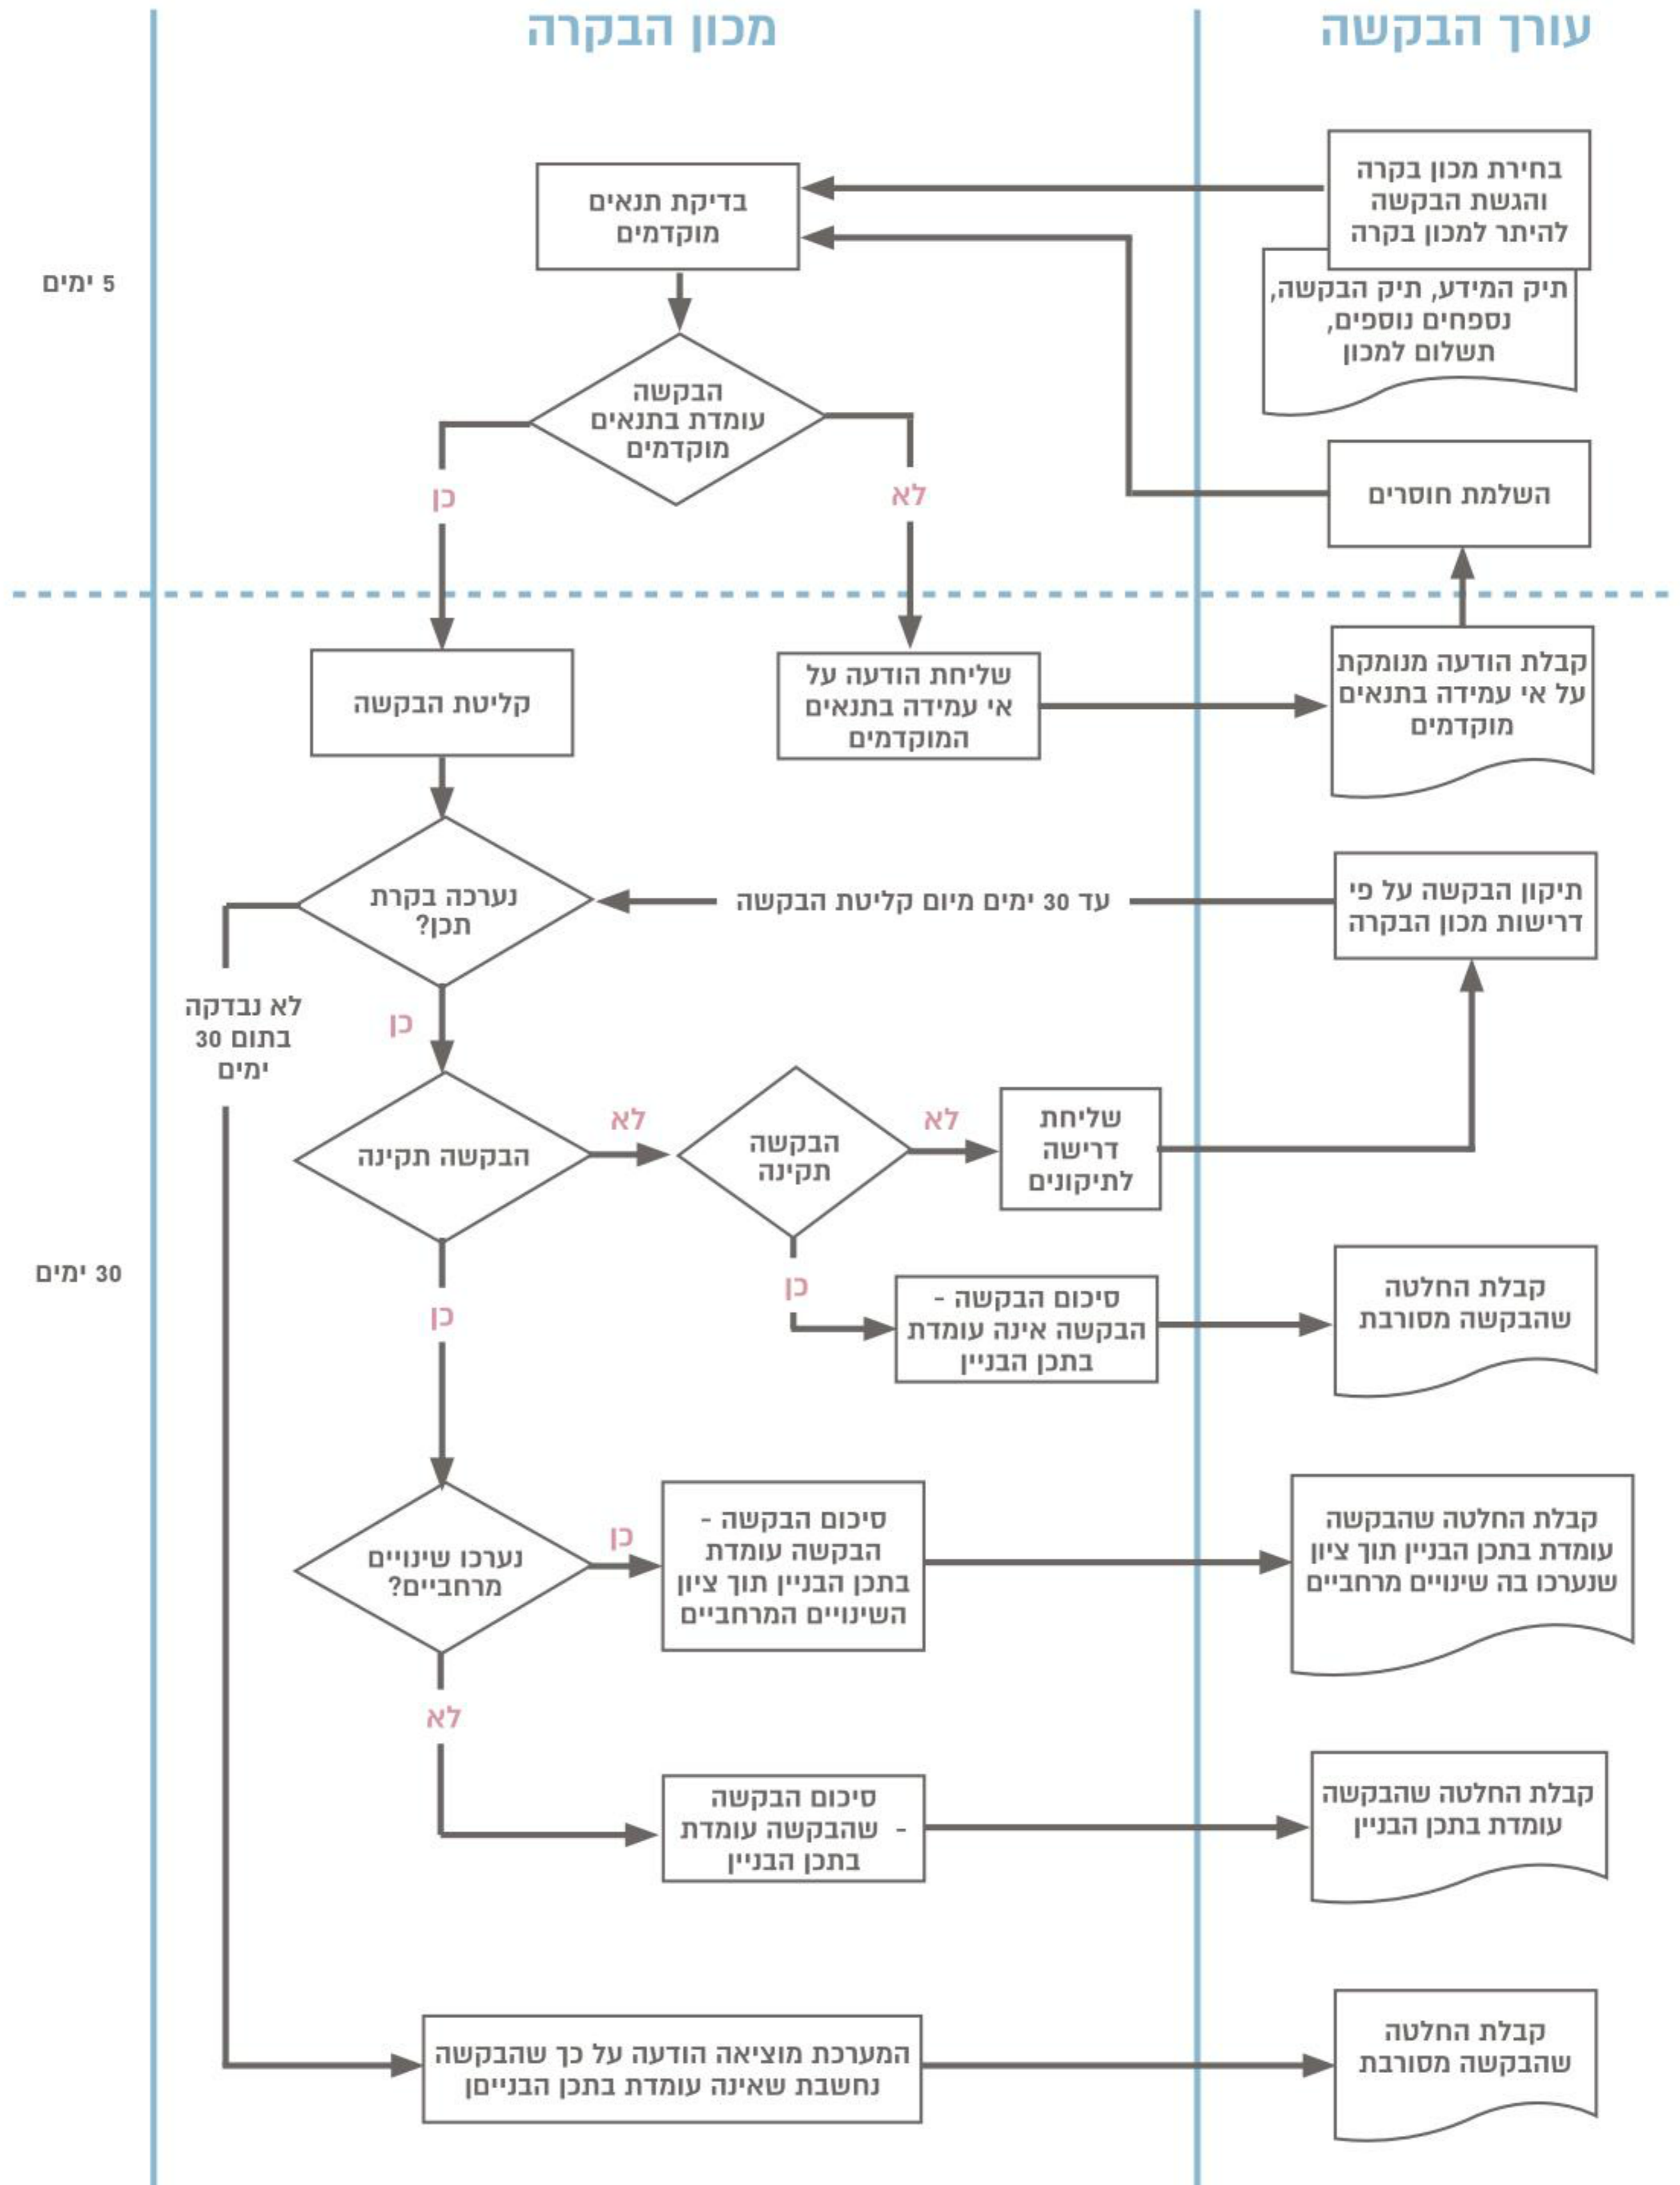 עורך הבקשה
מכון הבקרה
בחירת מכון בקרה
והגשת הבקשה
להיתר למכון בקרה
תיק המידע, תיק הבקשה,
נספחים נוספים,
תשלום למכון
בדיקת תנאים
מוקדמים
5 ימים
הבקשה
עומדת בתנאים
מוקדמים
כן
לא
השלמת חוסרים
קליטת הבקשה
שליחת הודעה על
אי עמידה בתנאים
המוקדמים
קבלת הודעה מנומקת
על אי עמידה בתנאים
מוקדמים
תיקון הבקשה על פי
דרישות מכון הבקרה
עד 30 ימים מיום קליטת הבקשה
נערכה בקרת
תכן?
לא נבדקה
בתום 30
ימים
כן
הבקשה תקינה
לא
הבקשה
תקינה
לא
שליחת
דרישה
לתיקונים
30 ימים
כן
כן
סיכום הבקשה -
הבקשה אינה עומדת
בתכן הבניין
קבלת החלטה
שהבקשה מסורבת
נערכו שינויים
מרחביים?
כן
סיכום הבקשה -
הבקשה עומדת
בתכן הבניין תוך ציון
השינויים המרחביים
קבלת החלטה שהבקשה
עומדת בתכן הבניין תוך ציון
שנערכו בה שינויים מרחביים
לא
סיכום הבקשה
- שהבקשה עומדת
בתכן הבניין
קבלת החלטה שהבקשה
עומדת בתכן הבניין
המערכת מוציאה הודעה על כך שהבקשה
נחשבת שאינה עומדת בתכן הבנייםן
קבלת החלטה
שהבקשה מסורבת